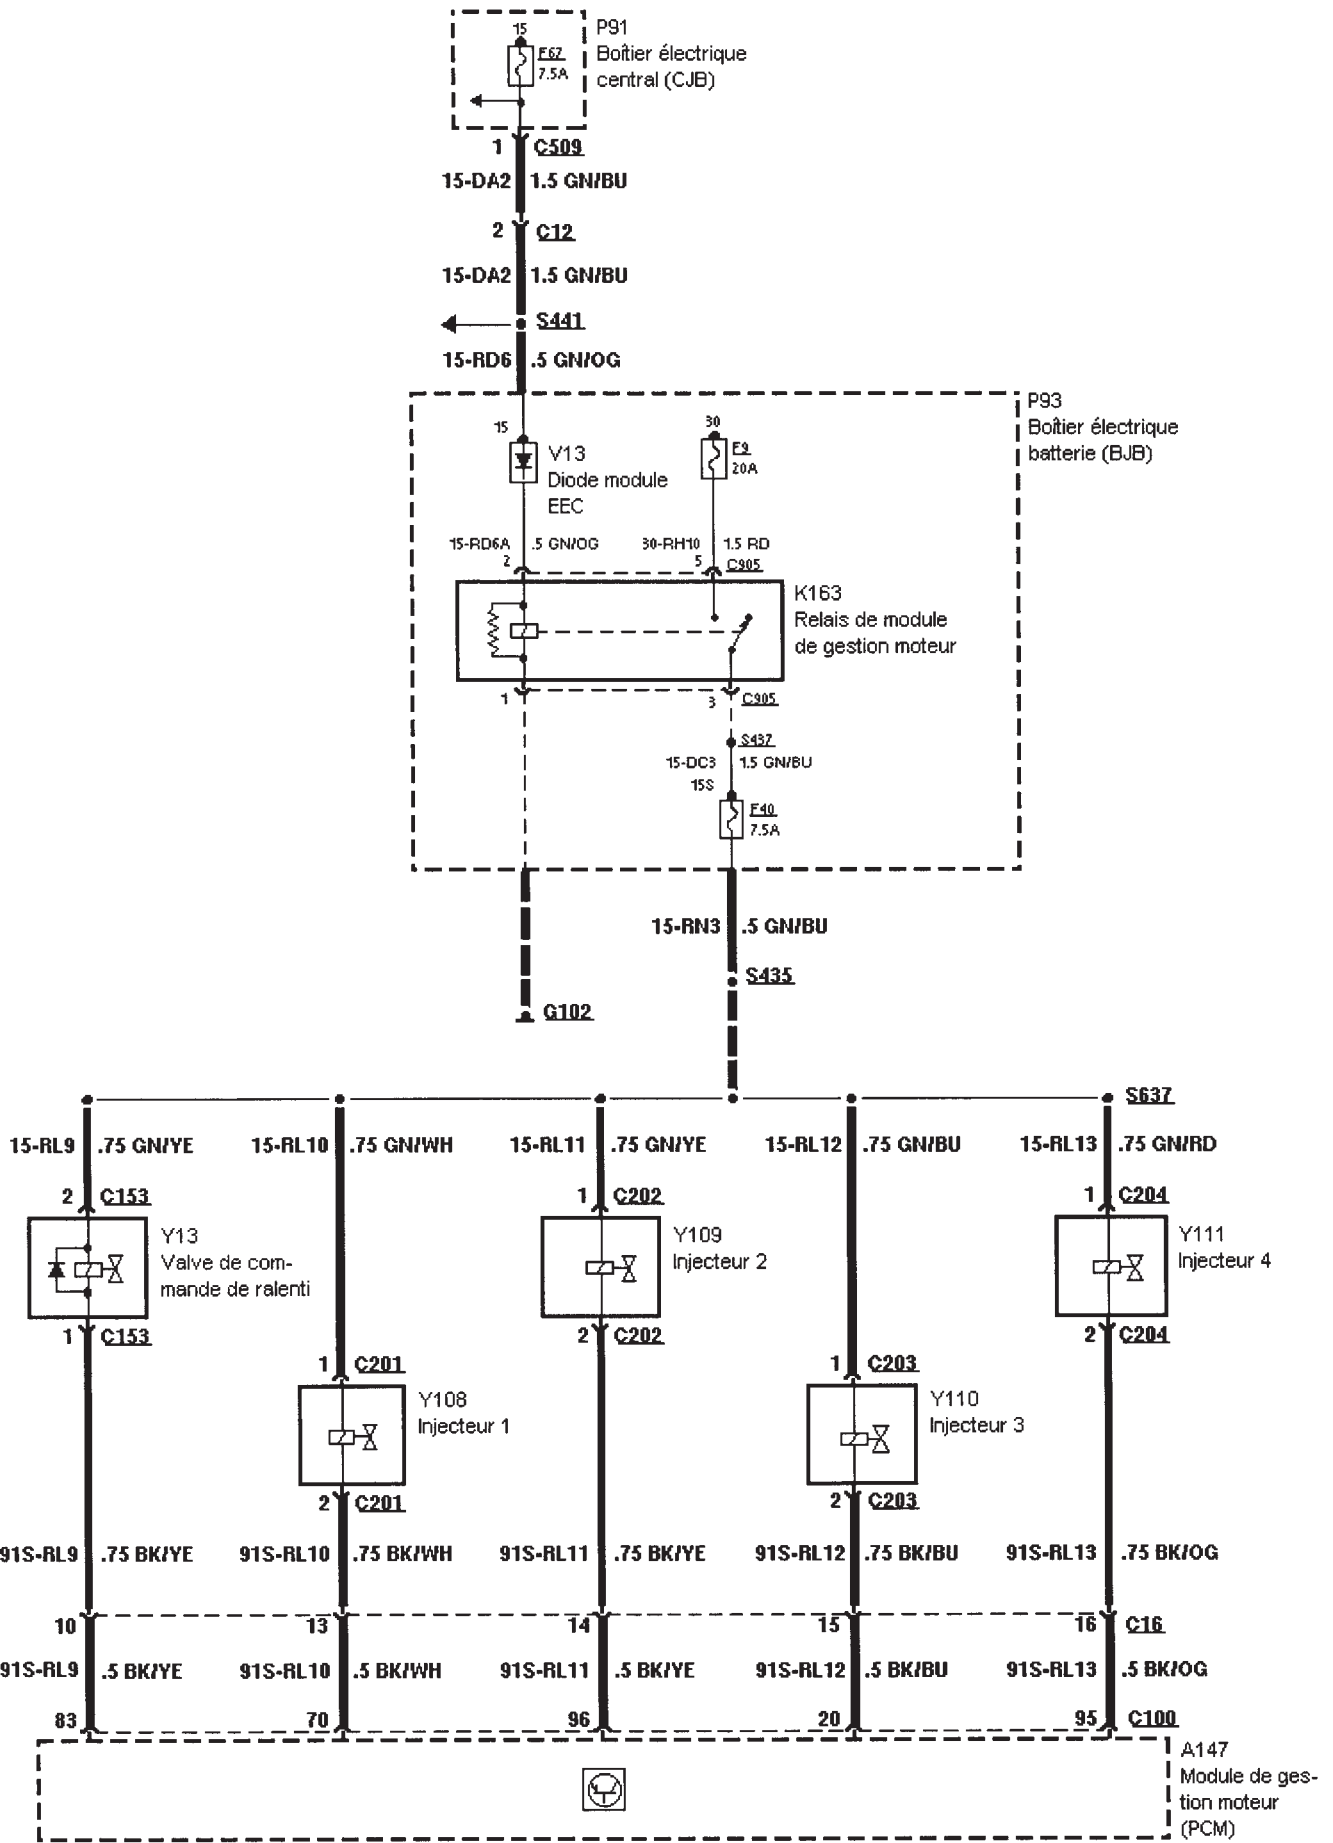 15
P91
F67
Boîtier électrique
7.5A
central (CJB)
1 C509
15-DA2 1.5 GN/BU
2 C12
15-DA2 1.5 GN/BU
S441
15-RD6 .5 GN/OG
P93
Boîtier électrique
batterie (BJB)
15
V13
Diode module
EEC
30
F9
20A
15-RD6A .5 GN/OG
30-RH10 1.5 RD
2
5
C905
K163
Relais de module
de gestion moteur
1
3
C905
S437
15-DC3 1.5 GN/BU
15S
F40
7.5A
15-RN3 .5 GN/BU
S435
G102
S637
15-RL9 .75 GN/YE
15-RL10 .75 GN/WH
15-RL11 .75 GN/YE
15-RL12 .75 GN/BU
15-RL13 .75 GN/RD
2 C153
1 C202
1 C204
Y13
Valve de com-
mande de ralenti
Y109
Injecteur 2
Y111
Injecteur 4
1 C153
2 C202
2 C204
1 C201
1 C203
Y108
Injecteur 1
Y110
Injecteur 3
2 C201
2 C203
91S-RL9 .75 BK/YE
91S-RL10 .75 BK/WH
91S-RL11 .75 BK/YE
91S-RL12 .75 BK/BU
91S-RL13 .75 BK/OG
10
13
14
15
16 C16
91S-RL9 .5 BK/YE
91S-RL10 .5 BK/WH
91S-RL11 .5 BK/YE
91S-RL12 .5 BK/BU
91S-RL13 .5 BK/OG
83
70
96
20
95 C100
A147
Module de ges-
tion moteur
(PCM)